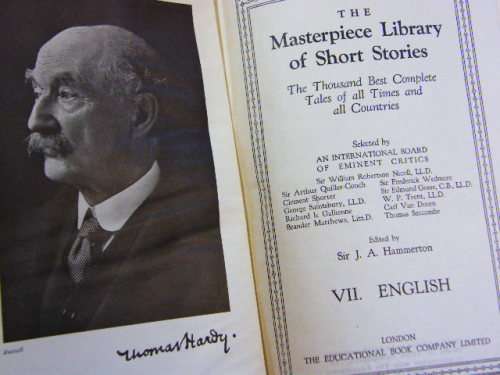 Russell
Thomas Hardy.
THE
Masterpiece Library
of Short Stories
The Thousand Best Complete
Tales of all Times and
all Countries
Selected by
AN INTERNATIONAL BOARD
OF EMINENT CRITICS
Sir William Robertson Nicoll, LL.D.
Sir Arthur Quiller-Couch Sir Frederick Wedmore
Clement Shorter Sir Edmund Gosse, C.B., LL.D.
George Saintsbury, LL.D. W. P. Trent, LL.D.
Richard le Gallienne Carl Van Doren
Brander Matthews, Litt.D. Thomas Seccombe
Edited by
Sir J. A. Hammerton
VII. ENGLISH
LONDON
THE EDUCATIONAL BOOK COMPANY LIMITED